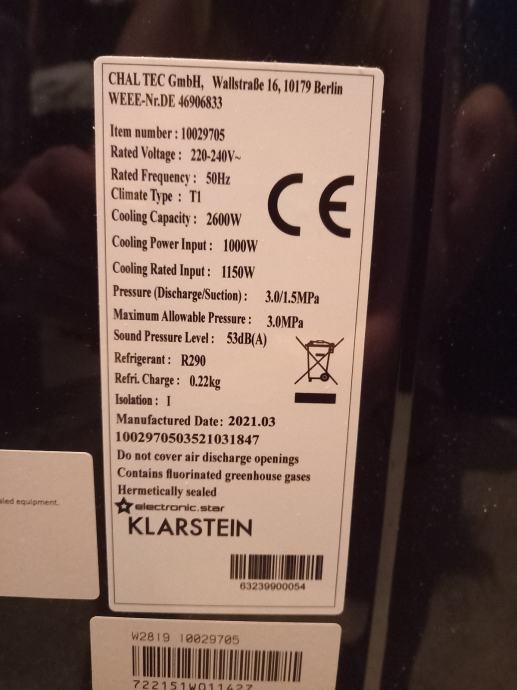 CHAL TEC GmbH, Wallstraße 16, 10179 Berlin
WEEE-Nr.DE 46906833
Item number : 10029705
Rated Voltage : 220-240V~
Rated Frequency : 50Hz
Climate Type : T1
Cooling Capacity : 2600W
Cooling Power Input : 1000W
Cooling Rated Input : 1150W
Pressure (Discharge/Suction) : 3.0/1.5MPa
Maximum Allowable Pressure : 3.0MPa
Sound Pressure Level : 53dB(A)
Refrigerant : R290
Refri. Charge : 0.22kg
Isolation : I
Manufactured Date: 2021.03
1002970503521031847
Do not cover air discharge openings
Contains fluorinated greenhouse gases
Hermetically sealed
electronic.star
KLARSTEIN
63239900054
CE
equipment.
W2819 10029705
722151W011427